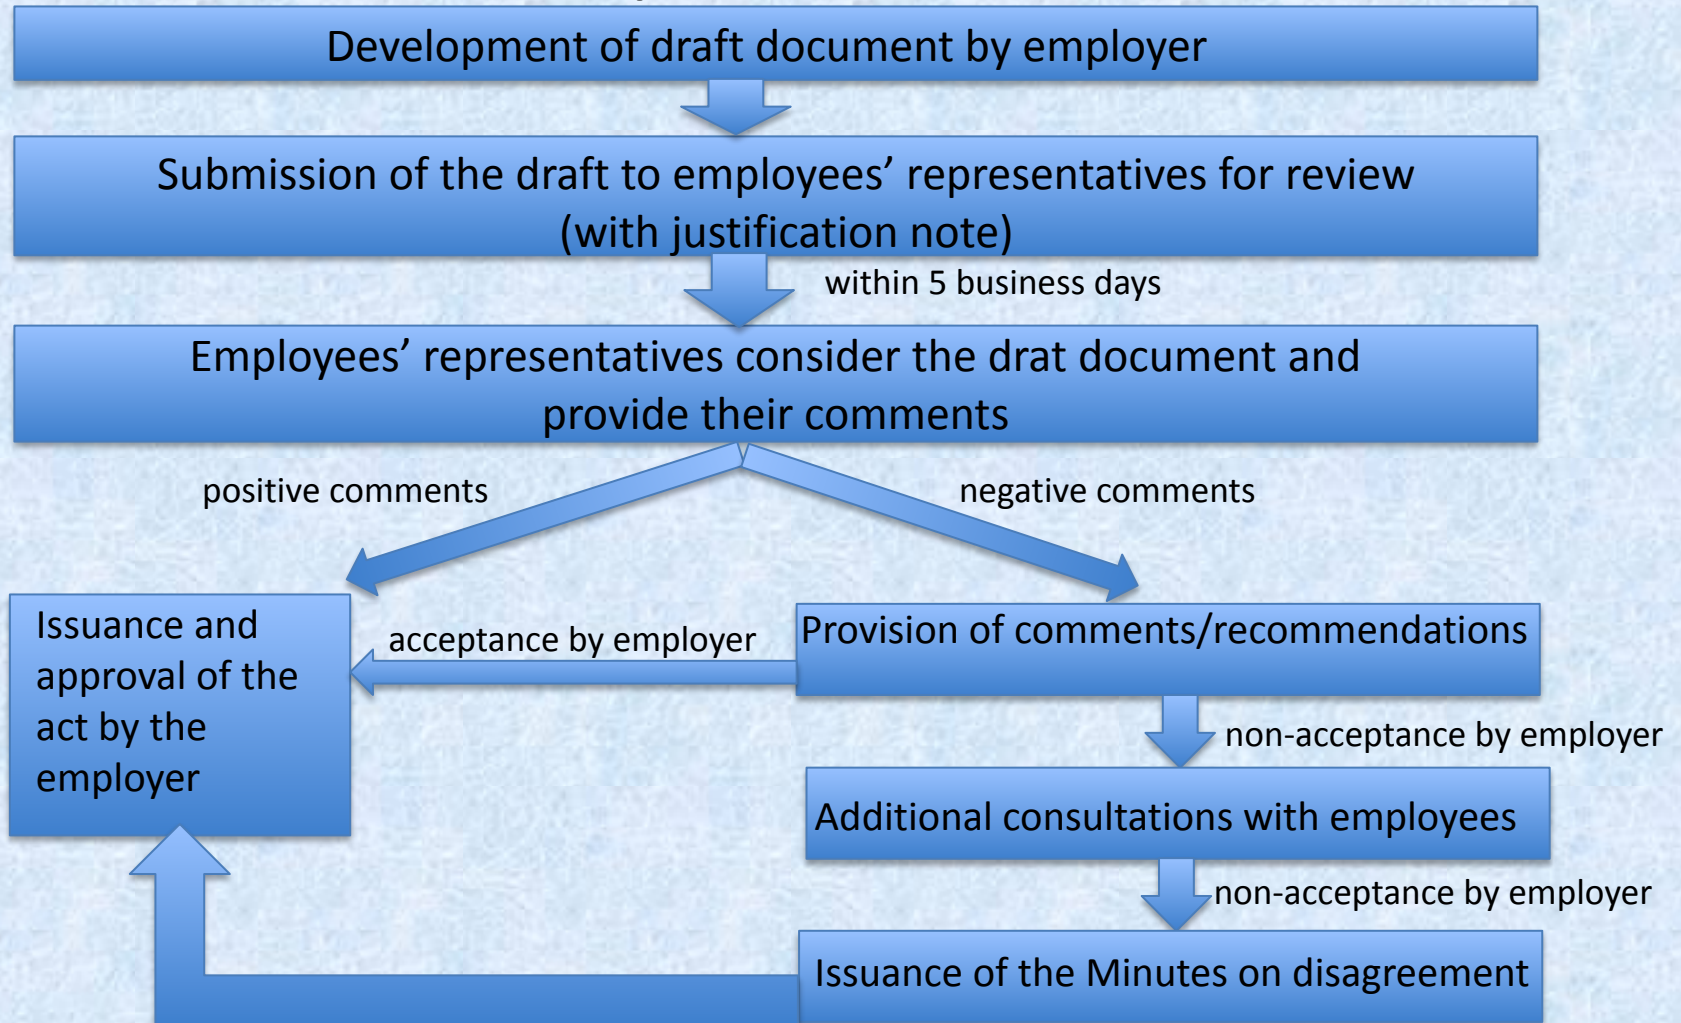 Development of draft document by employer
Submission of the draft to employees’ representatives for review
(with justification note)
within 5 business days
Employees’ representatives consider the drat document and
provide their comments
positive comments
negative comments
Issuance and
approval of the
act by the
employer
acceptance by employer
Provision of comments/recommendations
non-acceptance by employer
Additional consultations with employees
non-acceptance by employer
Issuance of the Minutes on disagreement